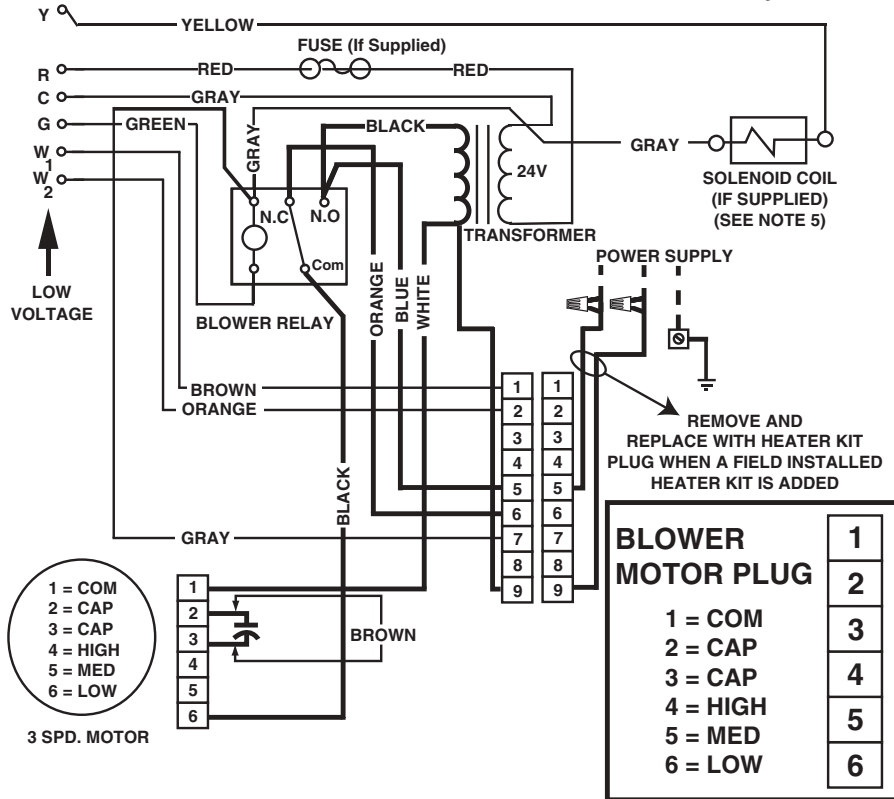 Y
YELLOW
FUSE (If Supplied)
R
RED
RED
C
GRAY
G
GREEN
GRAY
BLACK
GRAY
W
1
W
2
24V
SOLENOID COIL
(IF SUPPLIED)
(SEE NOTE 5)
N.C
N.O
Com
TRANSFORMER
POWER SUPPLY
LOW
VOLTAGE
BLOWER RELAY
ORANGE
BLUE
WHITE
BROWN
ORANGE
1
2
3
4
5
6
7
8
9
1
2
3
4
5
6
7
8
9
REMOVE AND
REPLACE WITH HEATER KIT
PLUG WHEN A FIELD INSTALLED
HEATER KIT IS ADDED
BLACK
GRAY
1 = COM
2 = CAP
3 = CAP
4 = HIGH
5 = MED
6 = LOW
3 SPD. MOTOR
1
2
3
4
5
6
BROWN
BLOWER
MOTOR PLUG
1 = COM
2 = CAP
3 = CAP
4 = HIGH
5 = MED
6 = LOW
1
2
3
4
5
6